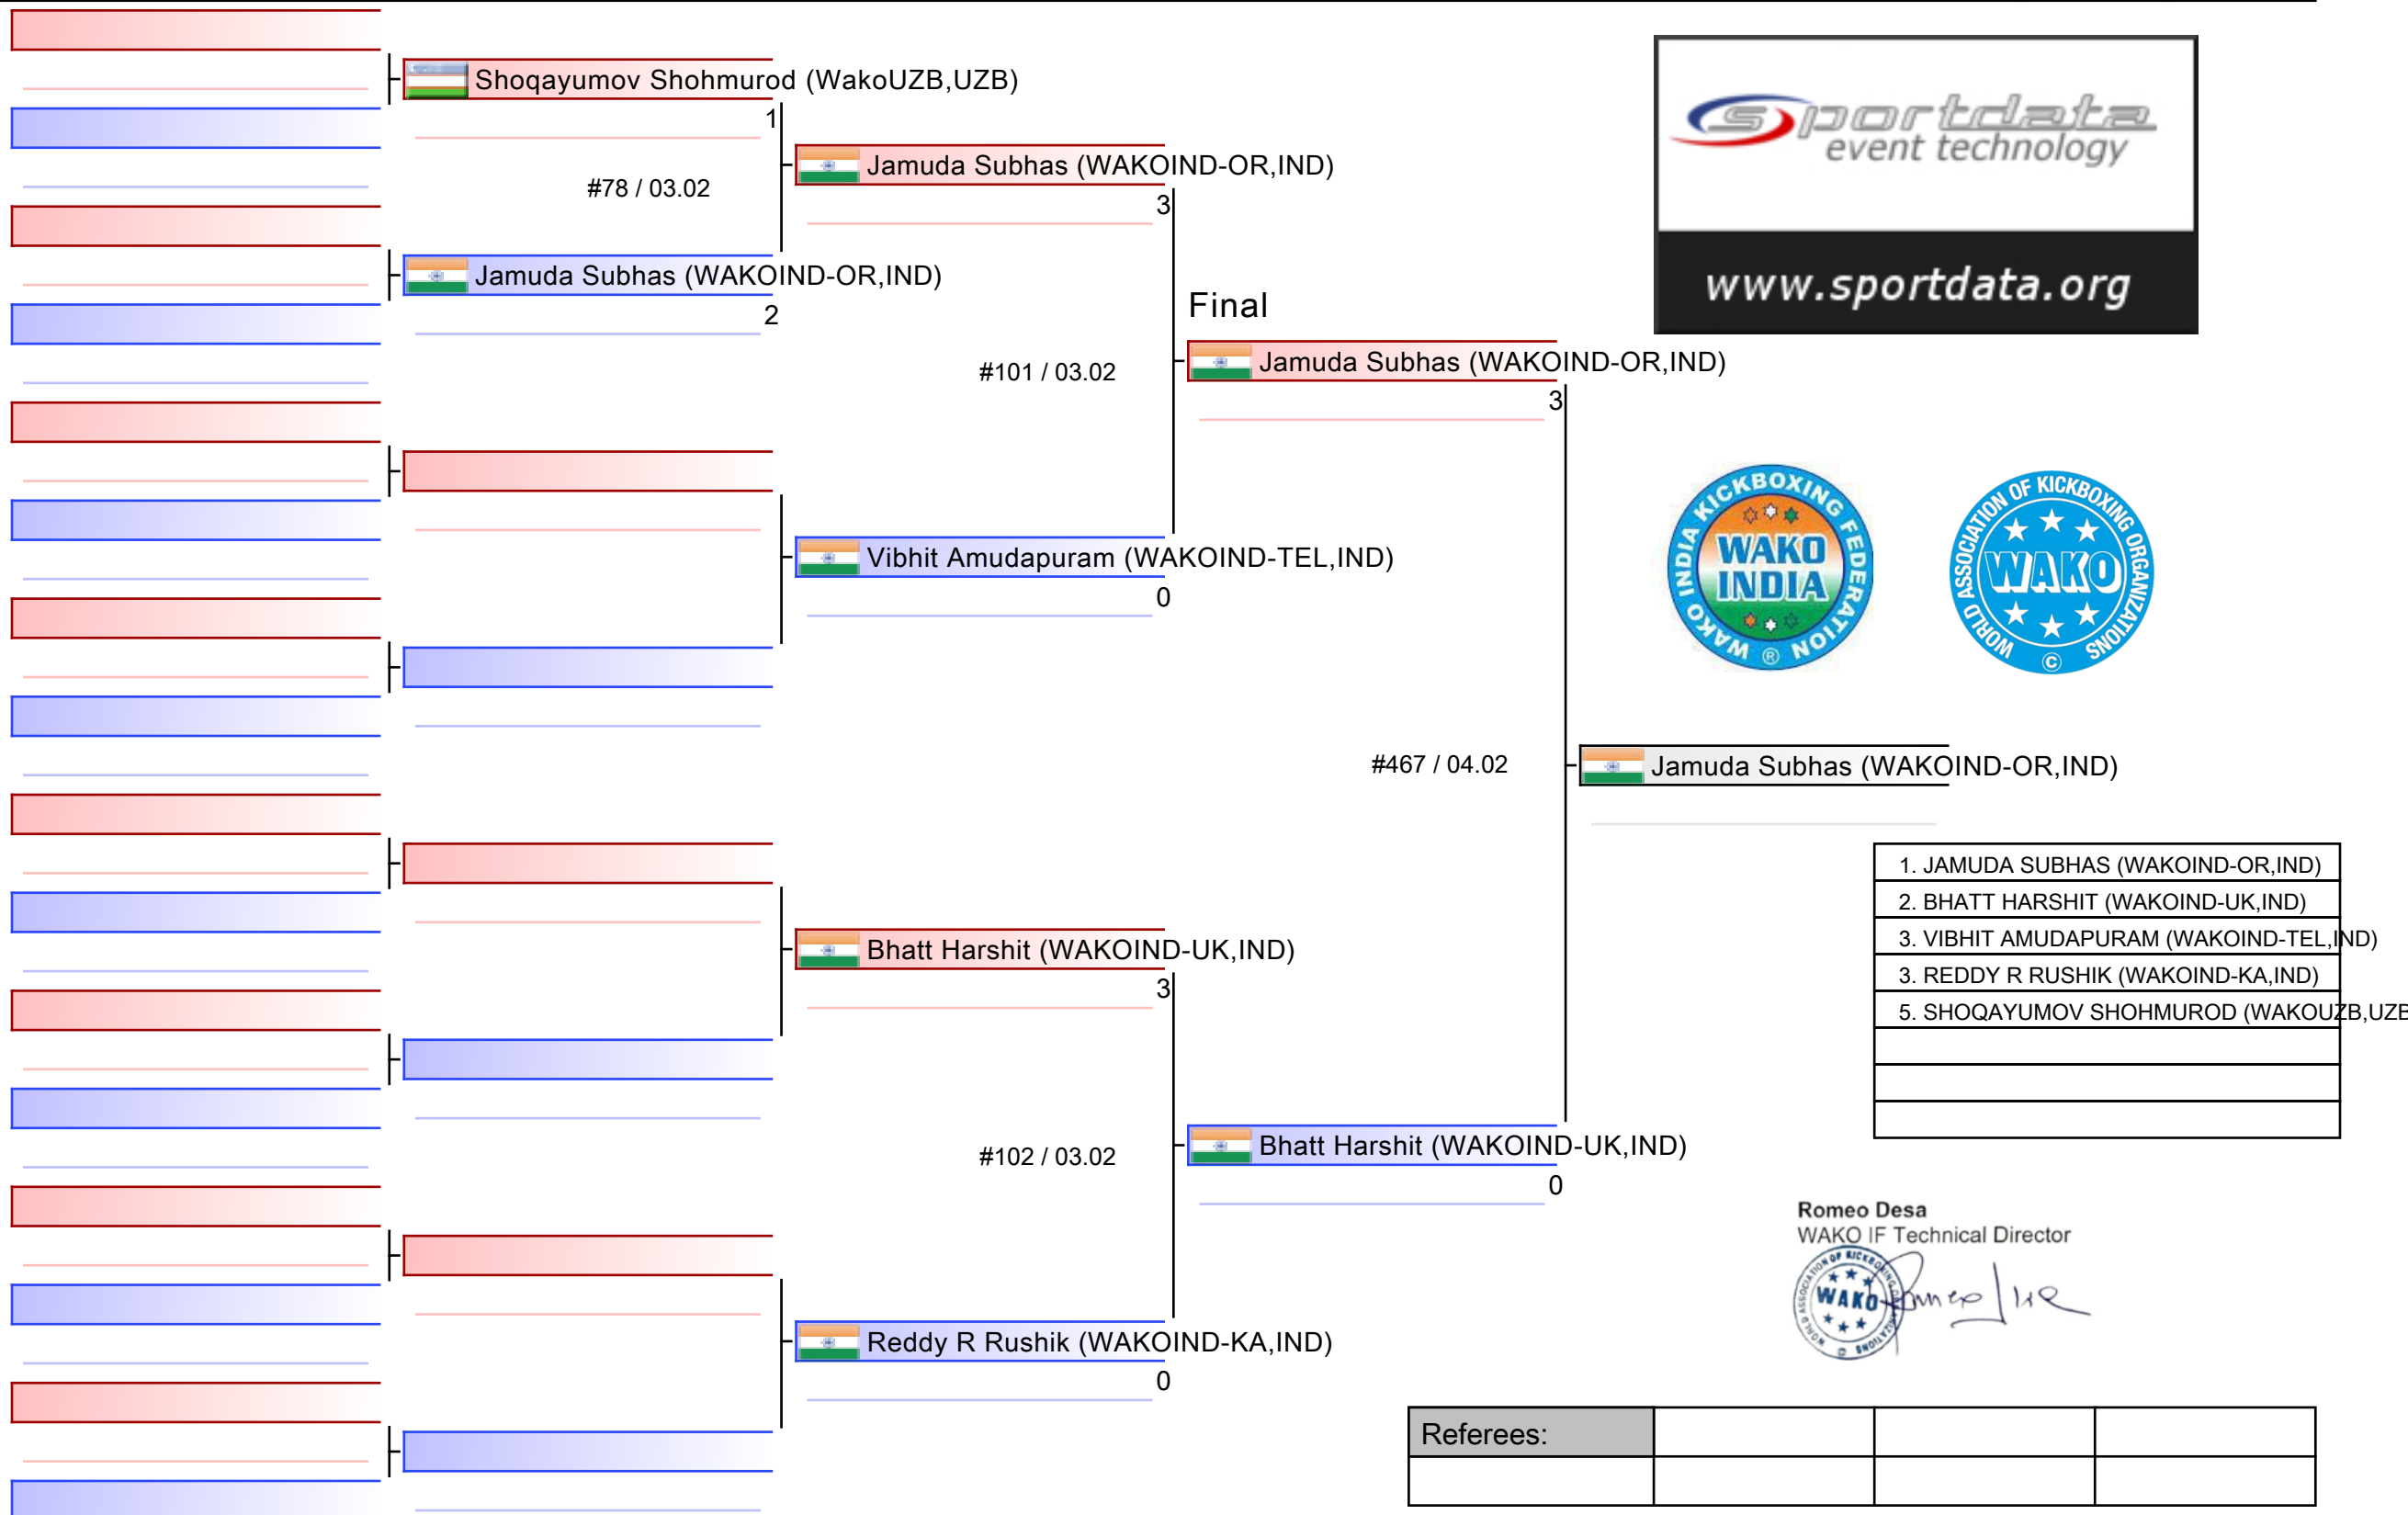 Shoqayumov Shohmurod (WakoUZB,UZB)
1
#78 / 03.02
Jamuda Subhas (WAKOIND-OR,IND)
2
Jamuda Subhas (WAKOIND-OR,IND)
3
#101 / 03.02
Vibhit Amudapuram (WAKOIND-TEL,IND)
0
Bhatt Harshit (WAKOIND-UK,IND)
3
#102 / 03.02
Reddy R Rushik (WAKOIND-KA,IND)
0
Final
Jamuda Subhas (WAKOIND-OR,IND)
3
#467 / 04.02
Bhatt Harshit (WAKOIND-UK,IND)
0
Jamuda Subhas (WAKOIND-OR,IND)
sportdata
event technology
www.sportdata.org
WAKO INDIA KICKBOXING FEDERATION
WAKO
INDIA
®
WORLD ASSOCIATION OF KICKBOXING ORGANIZATIONS
WAKO
©
1. JAMUDA SUBHAS (WAKOIND-OR,IND)
2. BHATT HARSHIT (WAKOIND-UK,IND)
3. VIBHIT AMUDAPURAM (WAKOIND-TEL,IND)
3. REDDY R RUSHIK (WAKOIND-KA,IND)
5. SHOQAYUMOV SHOHMUROD (WAKOUZB,UZB
Romeo Desa
WAKO IF Technical Director
WORLD ASSOCIATION OF KICKBOXING ORGANIZATIONS
WAKO
©
Referees: